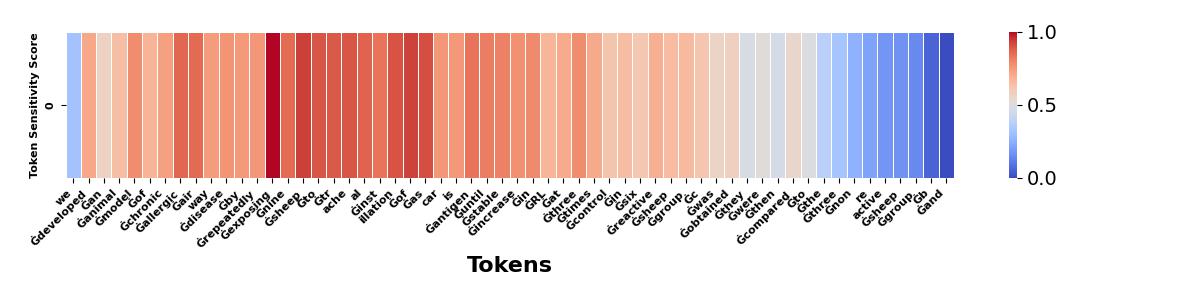 Token Sensitivity Score
0
we
Ġdeveloped
Ġan
Ġanimal
Ġmodel
Ġof
Ġchronic
Ġallergic
Ġair
way
Ġdisease
Ġby
Ġrepeatedly
Ġexposing
Ġnine
Ġsheep
Ġto
Ġtr
ache
al
Ġinst
illation
Ġof
Ġas
car
is
Ġantigen
Ġuntil
Ġstable
Ġincrease
Ġin
ĠRL
Ġat
Ġthree
Ġtimes
Ġcontrol
Ġin
Ġsix
Ġreactive
Ġsheep
Ġgroup
Ġc
Ġwas
Ġobtained
Ġthey
Ġwere
Ġthen
Ġcompared
Ġto
Ġthe
Ġthree
Ġnon
re
active
Ġsheep
Ġgroup
Ġb
Ġand
Tokens
1.0
0.5
0.0